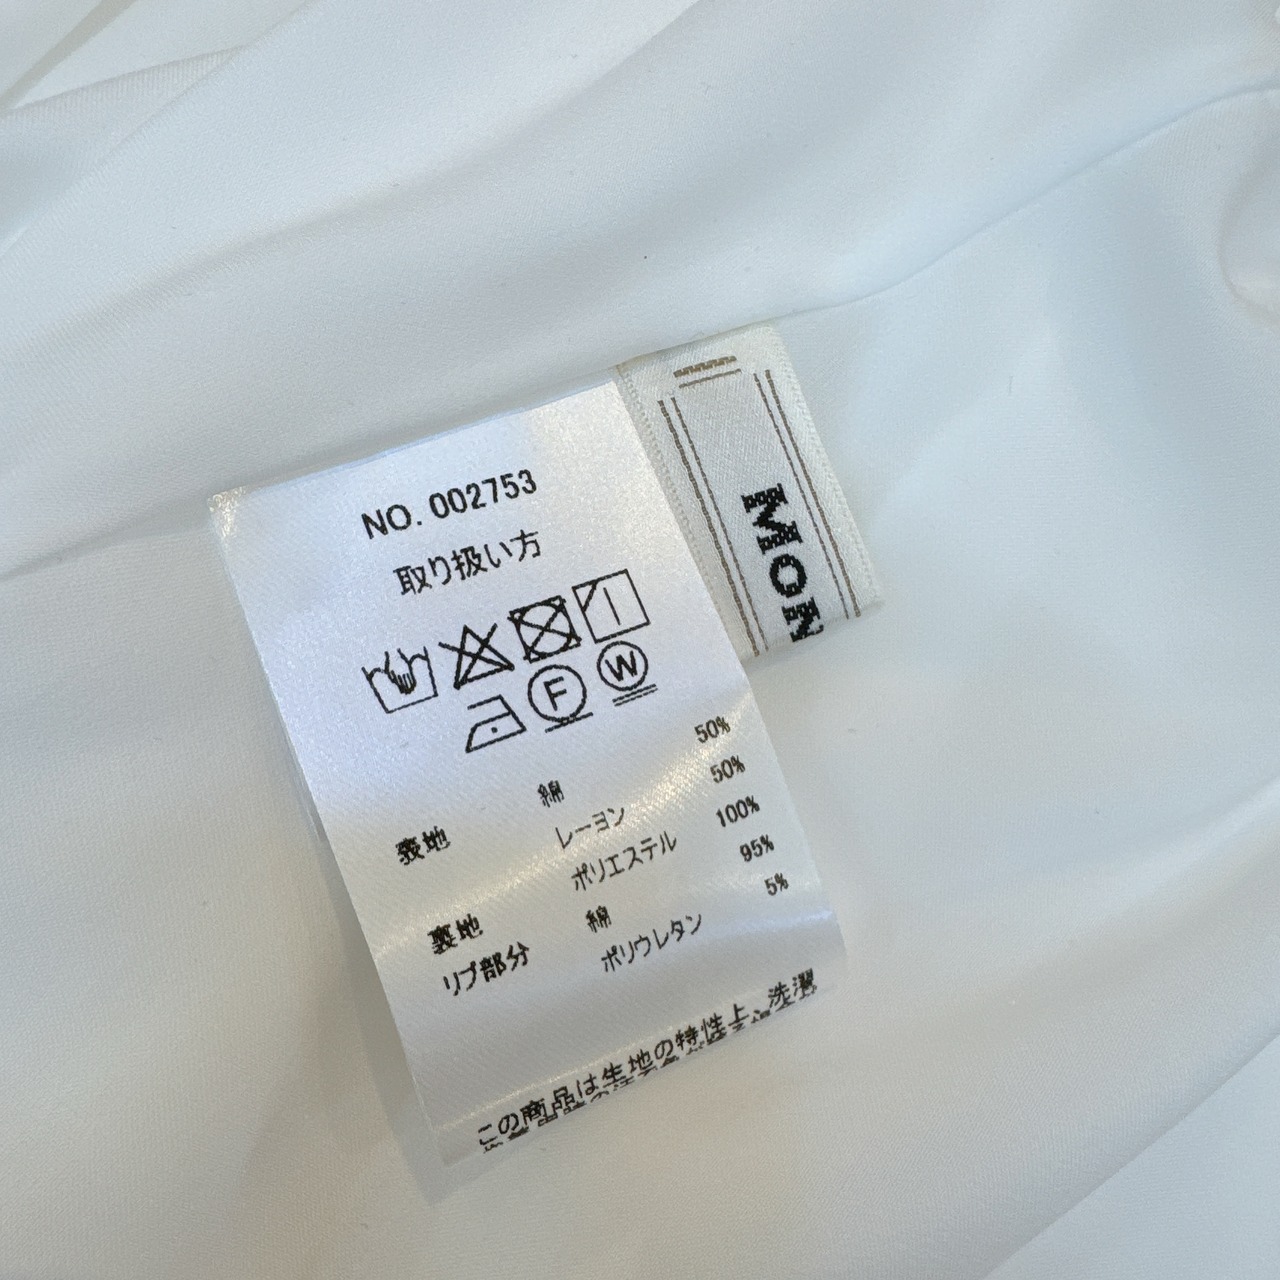 NO. 002753
取り扱い方
F W
綿 50%
表地 レーヨン 50%
ポリエステル 100%
裏地 綿 95%
リブ部分 ポリウレタン 5%
この商品は生地の特性上、洗濯
MON